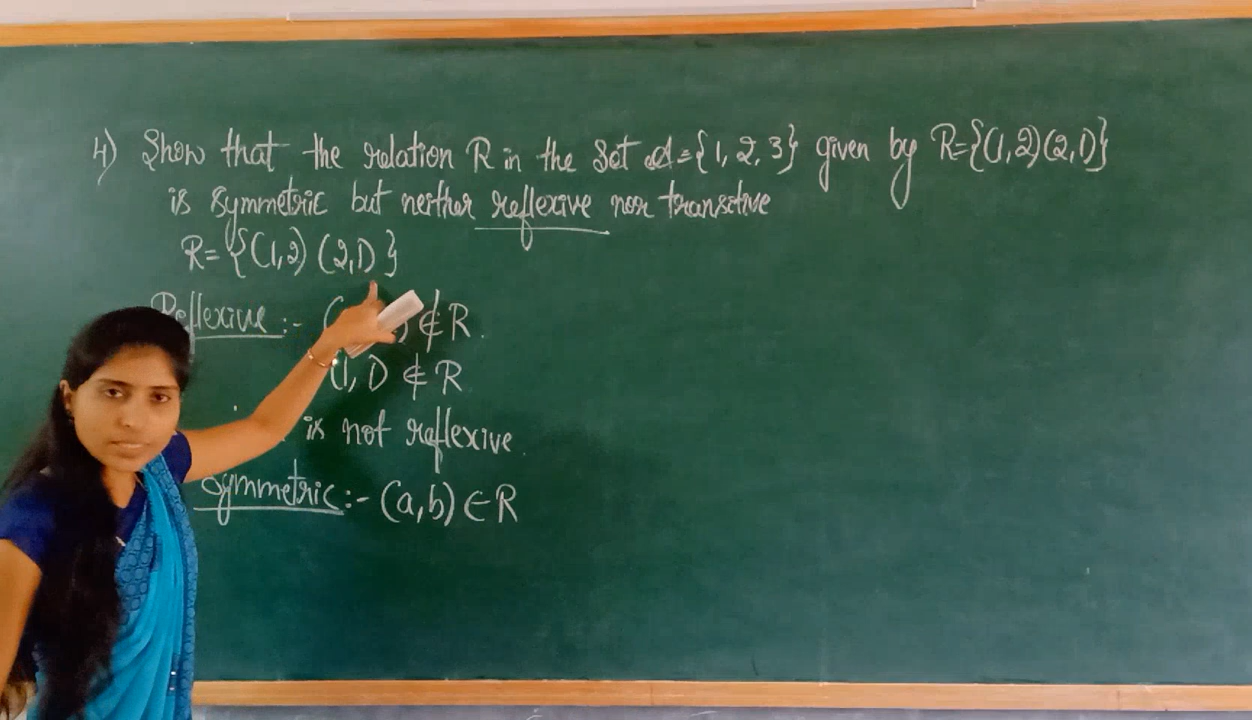 4) Show that the relation R in the Set A={1,2,3} given by R={(1,2)(2,1)}
is Symmetric but neither reflexive nor transitive
R={(1,2) (2,1)}
Reflexive :- ( ) ∉ R.
(1,1) ∉ R
is not reflexive.
Symmetric :- (a,b) ∈ R